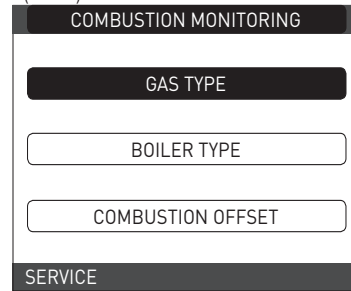 COMBUSTION MONITORING
GAS TYPE
BOILER TYPE
COMBUSTION OFFSET
SERVICE